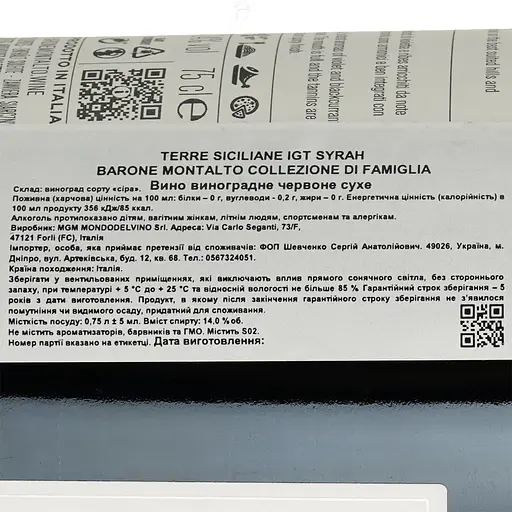 PRODOTTO IN ITALIA
75 cl e
TERRE SICILIANE IGT SYRAH
BARONE MONTALTO COLLEZIONE DI FAMIGLIA
Вино виноградне червоне сухе
Склад: виноград сорту «сіра».
Поживна (харчова) цінність на 100 мл: білки – 0 г, вуглеводи - 0,2 г, жири – 0 г. Енергетична цінність (калорійність) в
100 мл продукту 356 кДж/85 ккал.
Алкоголь протипоказано дітям, вагітним жінкам, літнім людям, спортсменам та алергікам.
Виробник: MGM MONDODELVINO Srl. Адреса: Via Carlo Seganti, 73/F,
47121 Forli (FC), Італія
Імпортер, особа, яка приймає претензії від споживачів: ФОП Шевченко Сергій Анатолійович. 49026, Україна, м.
Дніпро, вул. Артеківська, буд. 12, кв. 68. Тел.: 0567324051.
Країна походження: Італія.
Зберігати у вентильованих приміщеннях, які виключають вплив прямого сонячного світла, без стороннього
запаху, при температурі + 5 °С до + 25 °С та відносній вологості не більше 85 % Гарантійний строк зберігання – 5
років з дати виготовлення. Продукт, в якому після закінчення гарантійного строку зберігання не з’явилося
помутніння чи видимого осаду, придатний для споживання.
Місткість посуду: 0,75 л ± 5 мл. Вміст спирту: 14,0 % об.
Не містить ароматизаторів, барвників та ГМО. Містить SO2.
Номер партії вказано на етикетці. Дата виготовлення: